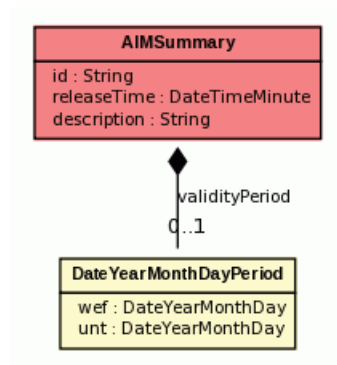 AIMSummary
id : String
releaseTime : DateTimeMinute
description : String
validityPeriod
0..1
DateYearMonthDayPeriod
wef : DateYearMonthDay
unt : DateYearMonthDay